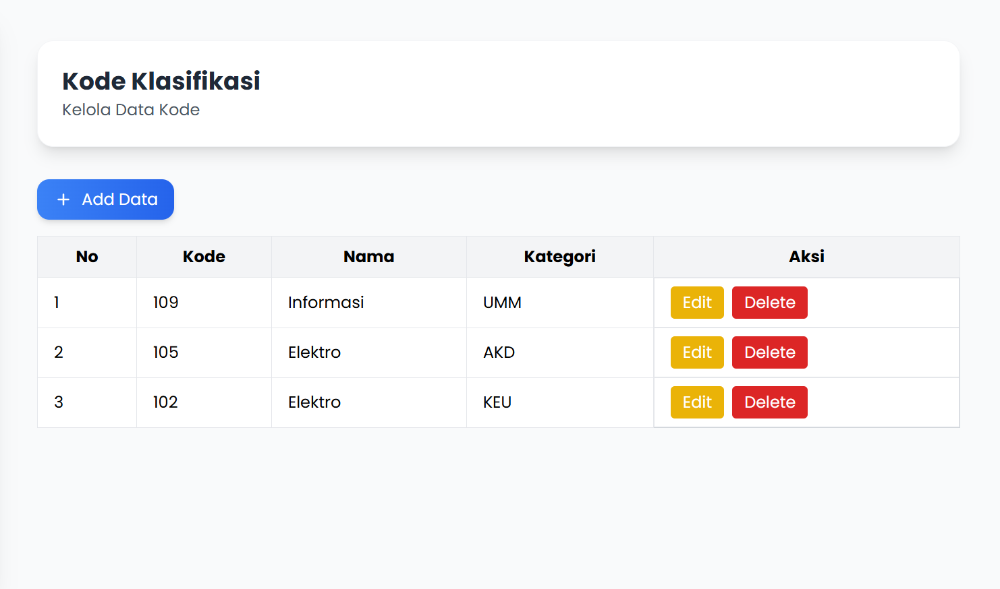 Kode Klasifikasi
Kelola Data Kode
+ Add Data
No Kode Nama Kategori Aksi
1 109 Informasi UMM Edit Delete
2 105 Elektro AKD Edit Delete
3 102 Elektro KEU Edit Delete